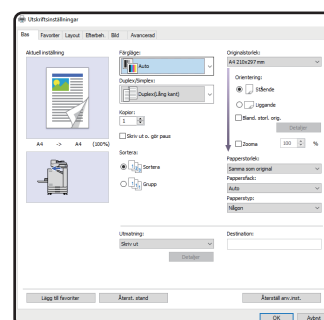 Utskriftsinställningar
Bas Favoriter Layout Efterbeh. Bild Avancerad
Aktuell inställning
A4 -> A4 (100%)
Färgläge:
Auto
Duplex/Simplex:
Duplex(Lång kant)
Kopior:
1
Skriv ut o. gör paus
Sortera:
Sortera
Grupp
Utmatning:
Skriv ut
Detaljer
Originalstorlek:
A4 210x297 mm
Orientering:
Stående
Liggande
Bland. storl. orig.
Detaljer
Zooma 100 %
Pappersstorlek:
Samma som original
Pappersfack:
Auto
Papperstyp:
Någon
Destination:
Lägg till favoriter Återst. stand Återställ anv.inst.
OK Avbryt